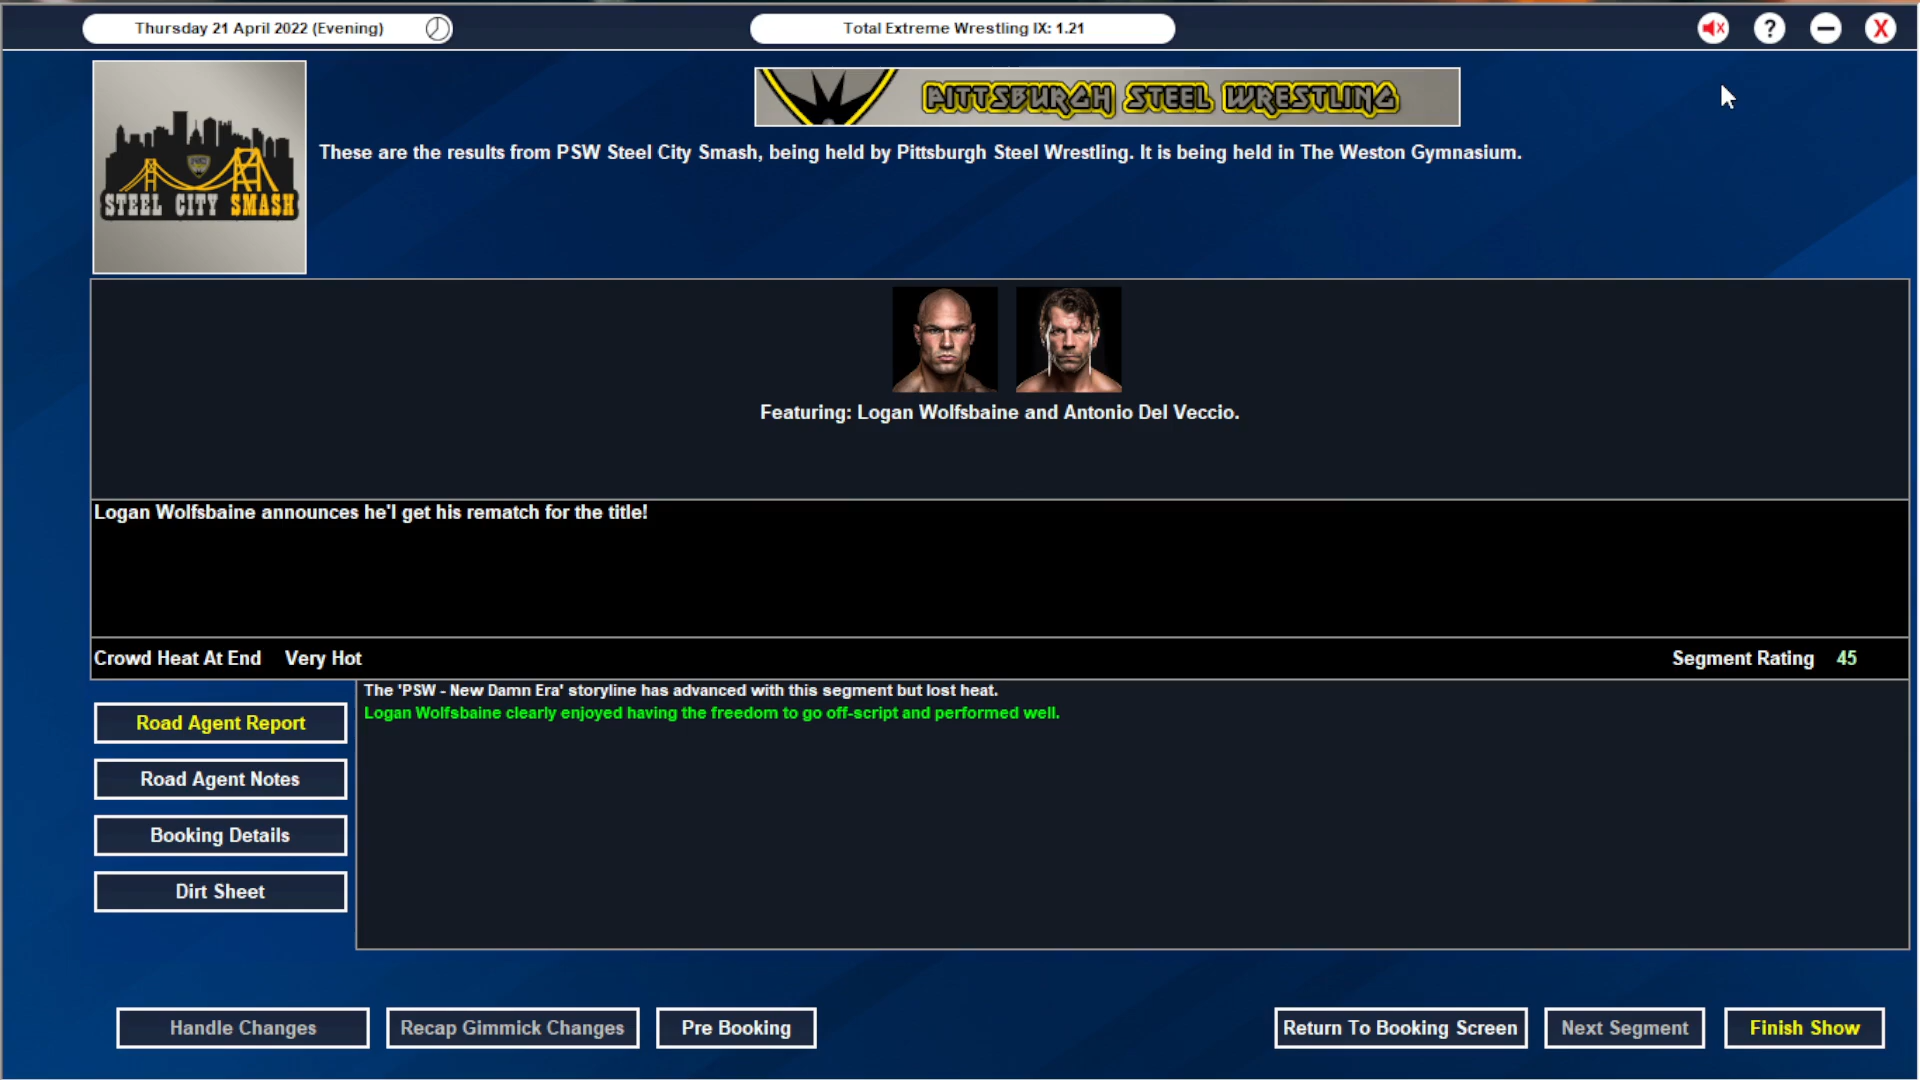 Thursday 21 April 2022 (Evening)
Total Extreme Wrestling IX: 1.21
?
X
PITTSBURGH STEEL WRESTLING
STEEL CITY SMASH
These are the results from PSW Steel City Smash, being held by Pittsburgh Steel Wrestling. It is being held in The Weston Gymnasium.
Featuring: Logan Wolfsbaine and Antonio Del Veccio.
Logan Wolfsbaine announces he'l get his rematch for the title!
Crowd Heat At End Very Hot
Segment Rating 45
The 'PSW - New Damn Era' storyline has advanced with this segment but lost heat.
Logan Wolfsbaine clearly enjoyed having the freedom to go off-script and performed well.
Road Agent Report
Road Agent Notes
Booking Details
Dirt Sheet
Handle Changes
Recap Gimmick Changes
Pre Booking
Return To Booking Screen
Next Segment
Finish Show